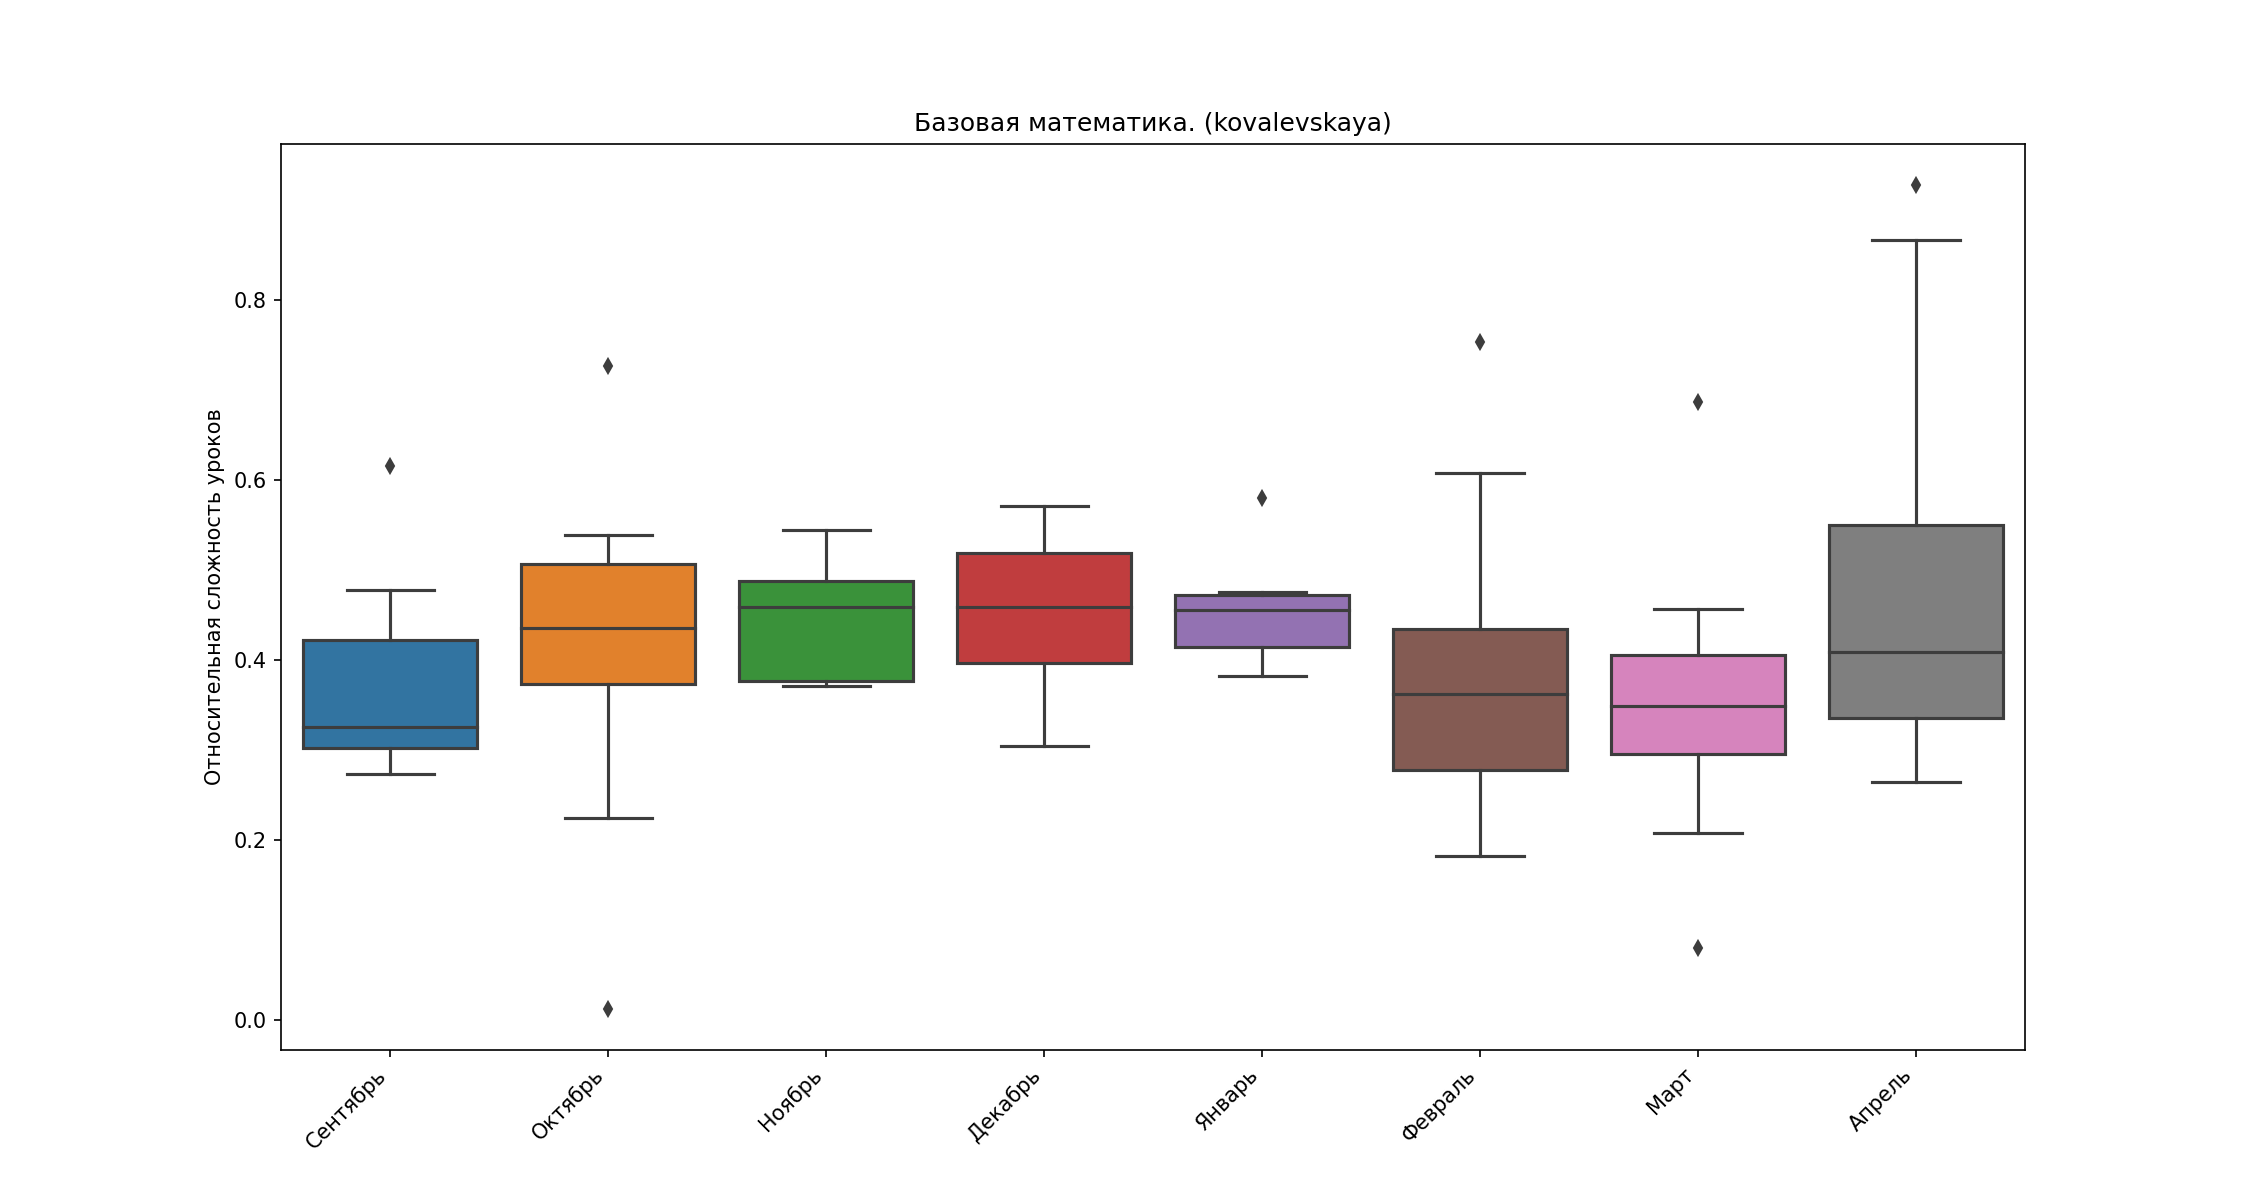 Базовая математика. (kovalevskaya)
Относительная сложность уроков
0.8
0.6
0.4
0.2
0.0
Сентябрь
Октябрь
Ноябрь
Декабрь
Январь
Февраль
Март
Апрель